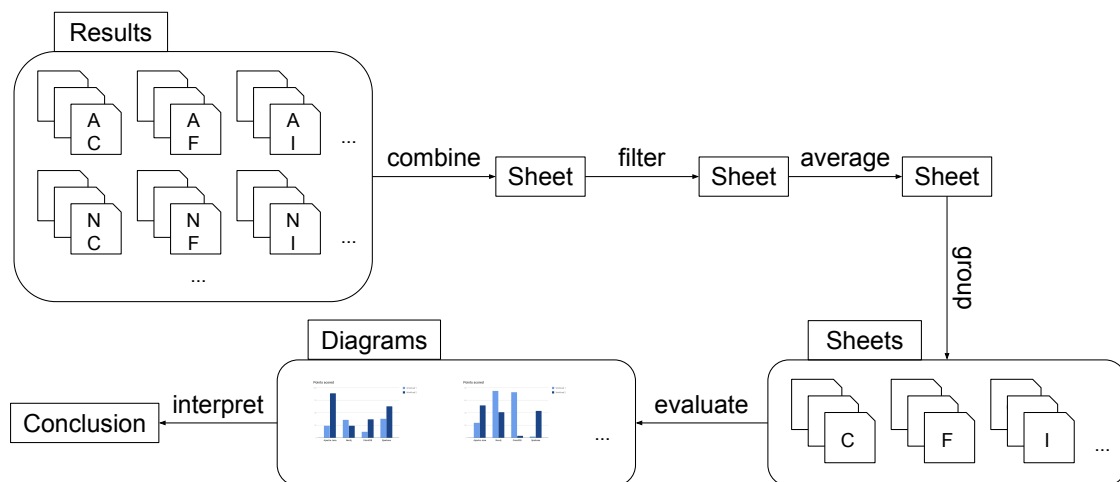 Results
A
C
A
F
A
I
...
N
C
N
F
N
I
...
...
combine
Sheet
filter
Sheet
average
Sheet
group
Sheets
C
F
I
...
evaluate
Diagrams
Points scored
Points scored
...
interpret
Conclusion